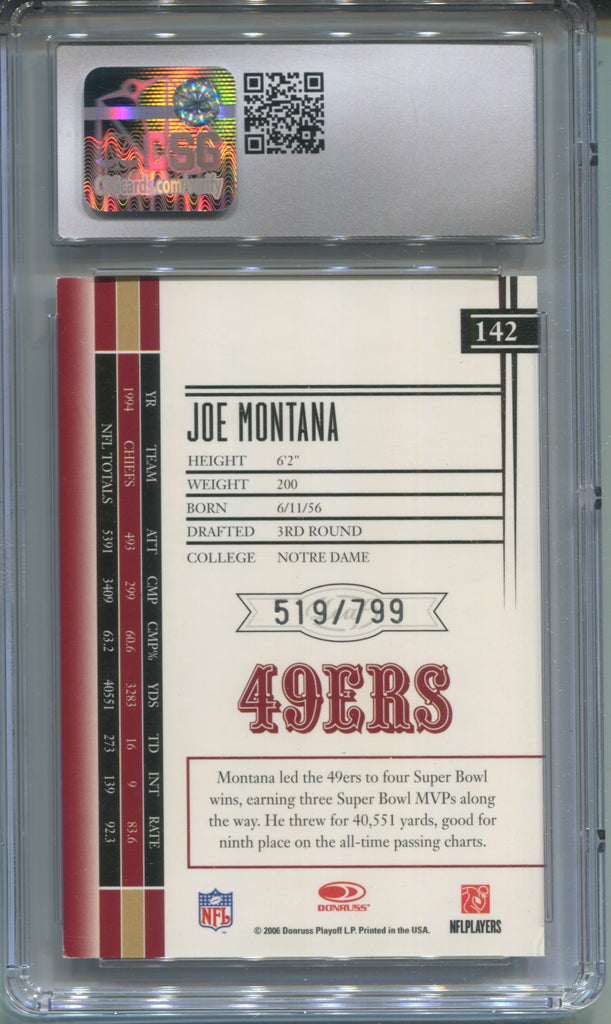 CSG
142
JOE MONTANA
HEIGHT 6'2"
WEIGHT 200
BORN 6/11/56
DRAFTED 3RD ROUND
COLLEGE NOTRE DAME
519/799
49ERS
Montana led the 49ers to four Super Bowl
wins, earning three Super Bowl MVPs along
the way. He threw for 40,551 yards, good for
ninth place on the all-time passing charts.
NFL
DONRUSS
NFLPLAYERS
© 2006 Donruss Playoff L.P. Printed in the USA.
YR TEAM ATT CMP CMP% YDS TD INT RATE
1994 CHIEFS 493 299 60.6 3283 16 9 83.6
NFL TOTALS 5391 3409 63.2 40551 273 139 92.3